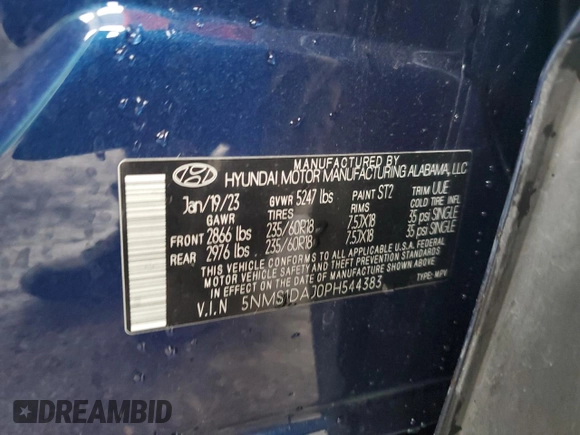 MANUFACTURED BY
HYUNDAI MOTOR MANUFACTURING ALABAMA, LLC
Jan/19/23 GVWR 5247 lbs PAINT ST2 TRIM UUE
GAWR TIRES RIMS COLD TIRE INFL
FRONT 2866 lbs 235/60R18 7.5JX18 35 psi SINGLE
REAR 2976 lbs 235/60R18 7.5JX18 35 psi SINGLE
THIS VEHICLE CONFORMS TO ALL APPLICABLE U.S.A. FEDERAL
MOTOR VEHICLE SAFETY AND THEFT PREVENTION STANDARDS
IN EFFECT ON THE DATE OF MANUFACTURE SHOWN ABOVE.
V.I.N 5NMS1DAJ0PH544383 TYPE: MPV
DREAMBID